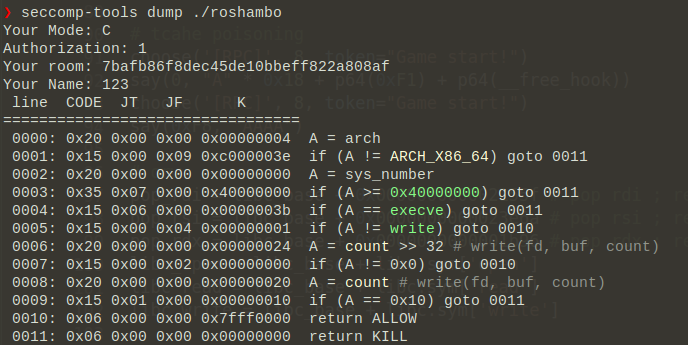 ❯ seccomp-tools dump ./roshambo
Your Mode: C
Authorization: 1
Your room: 7bafb86f8dec45de10bbeff822a808af
Your Name: 123
 line  CODE  JT   JF      K
=================================
 0000: 0x20 0x00 0x00 0x00000004  A = arch
 0001: 0x15 0x00 0x09 0xc000003e  if (A != ARCH_X86_64) goto 0011
 0002: 0x20 0x00 0x00 0x00000000  A = sys_number
 0003: 0x35 0x07 0x00 0x40000000  if (A >= 0x40000000) goto 0011
 0004: 0x15 0x06 0x00 0x0000003b  if (A == execve) goto 0011
 0005: 0x15 0x00 0x04 0x00000001  if (A != write) goto 0010
 0006: 0x20 0x00 0x00 0x00000024  A = count >> 32 # write(fd, buf, count)
 0007: 0x15 0x00 0x02 0x00000000  if (A != 0x0) goto 0010
 0008: 0x20 0x00 0x00 0x00000020  A = count # write(fd, buf, count)
 0009: 0x15 0x01 0x00 0x00000010  if (A == 0x10) goto 0011
 0010: 0x06 0x00 0x00 0x7fff0000  return ALLOW
 0011: 0x06 0x00 0x00 0x00000000  return KILL